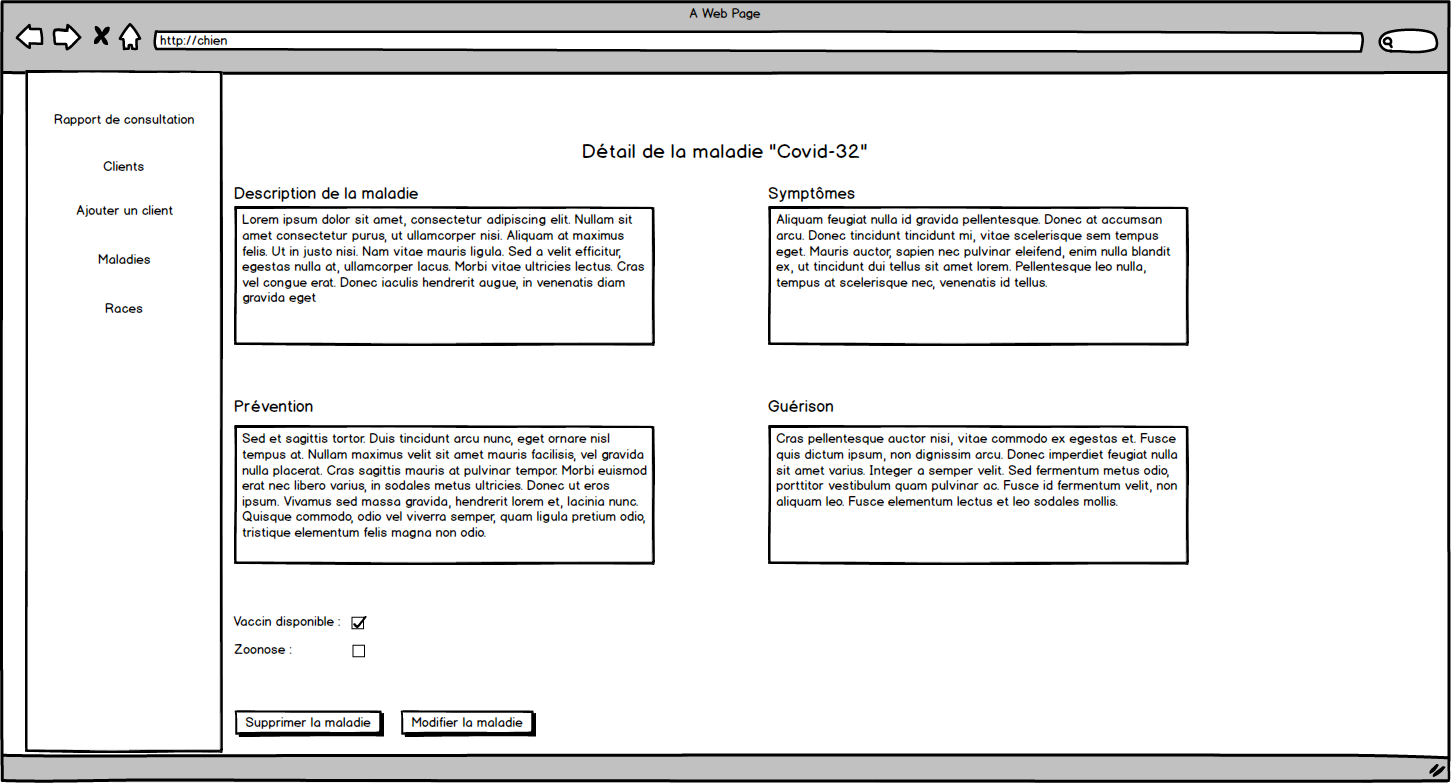 A Web Page
http://chien
Rapport de consultation
Clients
Ajouter un client
Maladies
Races
Détail de la maladie "Covid-32"
Description de la maladie
Lorem ipsum dolor sit amet, consectetur adipiscing elit. Nullam sit
amet consectetur purus, ut ullamcorper nisi. Aliquam at maximus
felis. Ut in justo nisi. Nam vitae mauris ligula. Sed a velit efficitur,
egestas nulla at, ullamcorper lacus. Morbi vitae ultricies lectus. Cras
vel congue erat. Donec iaculis hendrerit augue, in venenatis diam
gravida eget
Symptômes
Aliquam feugiat nulla id gravida pellentesque. Donec at accumsan
arcu. Donec tincidunt tincidunt mi, vitae scelerisque sem tempus
eget. Mauris auctor, sapien nec pulvinar eleifend, enim nulla blandit
ex, ut tincidunt dui tellus sit amet lorem. Pellentesque leo nulla,
tempus at scelerisque nec, venenatis id tellus.
Prévention
Sed et sagittis tortor. Duis tincidunt arcu nunc, eget ornare nisl
tempus at. Nullam maximus velit sit amet mauris facilisis, vel gravida
nulla placerat. Cras sagittis mauris at pulvinar tempor. Morbi euismod
erat nec libero varius, in sodales metus ultricies. Donec ut eros
ipsum. Vivamus sed massa gravida, hendrerit lorem et, lacinia nunc.
Quisque commodo, odio vel viverra semper, quam ligula pretium odio,
tristique elementum felis magna non odio.
Guérison
Cras pellentesque auctor nisi, vitae commodo ex egestas et. Fusce
quis dictum ipsum, non dignissim arcu. Donec imperdiet feugiat nulla
sit amet varius. Integer a semper velit. Sed fermentum metus odio,
porttitor vestibulum quam pulvinar ac. Fusce id fermentum velit, non
aliquam leo. Fusce elementum lectus et leo sodales mollis.
Vaccin disponible :
Zoonose :
Supprimer la maladie
Modifier la maladie